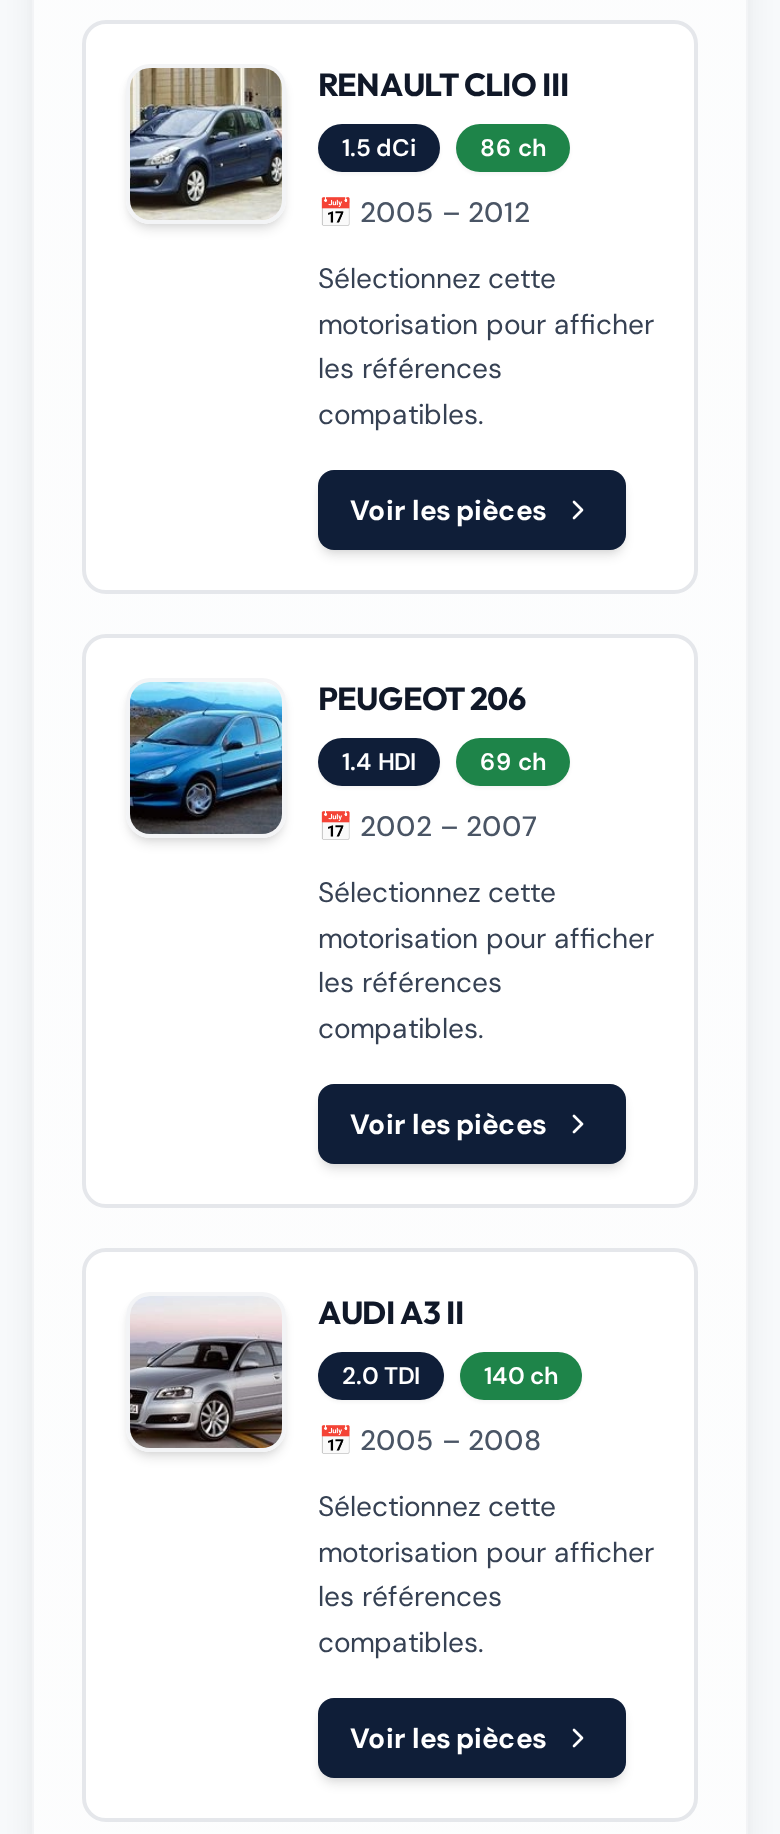 RENAULT CLIO III
1.5 dCi 86 ch
📅 2005 – 2012
Sélectionnez cette
motorisation pour afficher
les références
compatibles.
Voir les pièces
PEUGEOT 206
1.4 HDI 69 ch
📅 2002 – 2007
Sélectionnez cette
motorisation pour afficher
les références
compatibles.
Voir les pièces
AUDI A3 II
2.0 TDI 140 ch
📅 2005 – 2008
Sélectionnez cette
motorisation pour afficher
les références
compatibles.
Voir les pièces